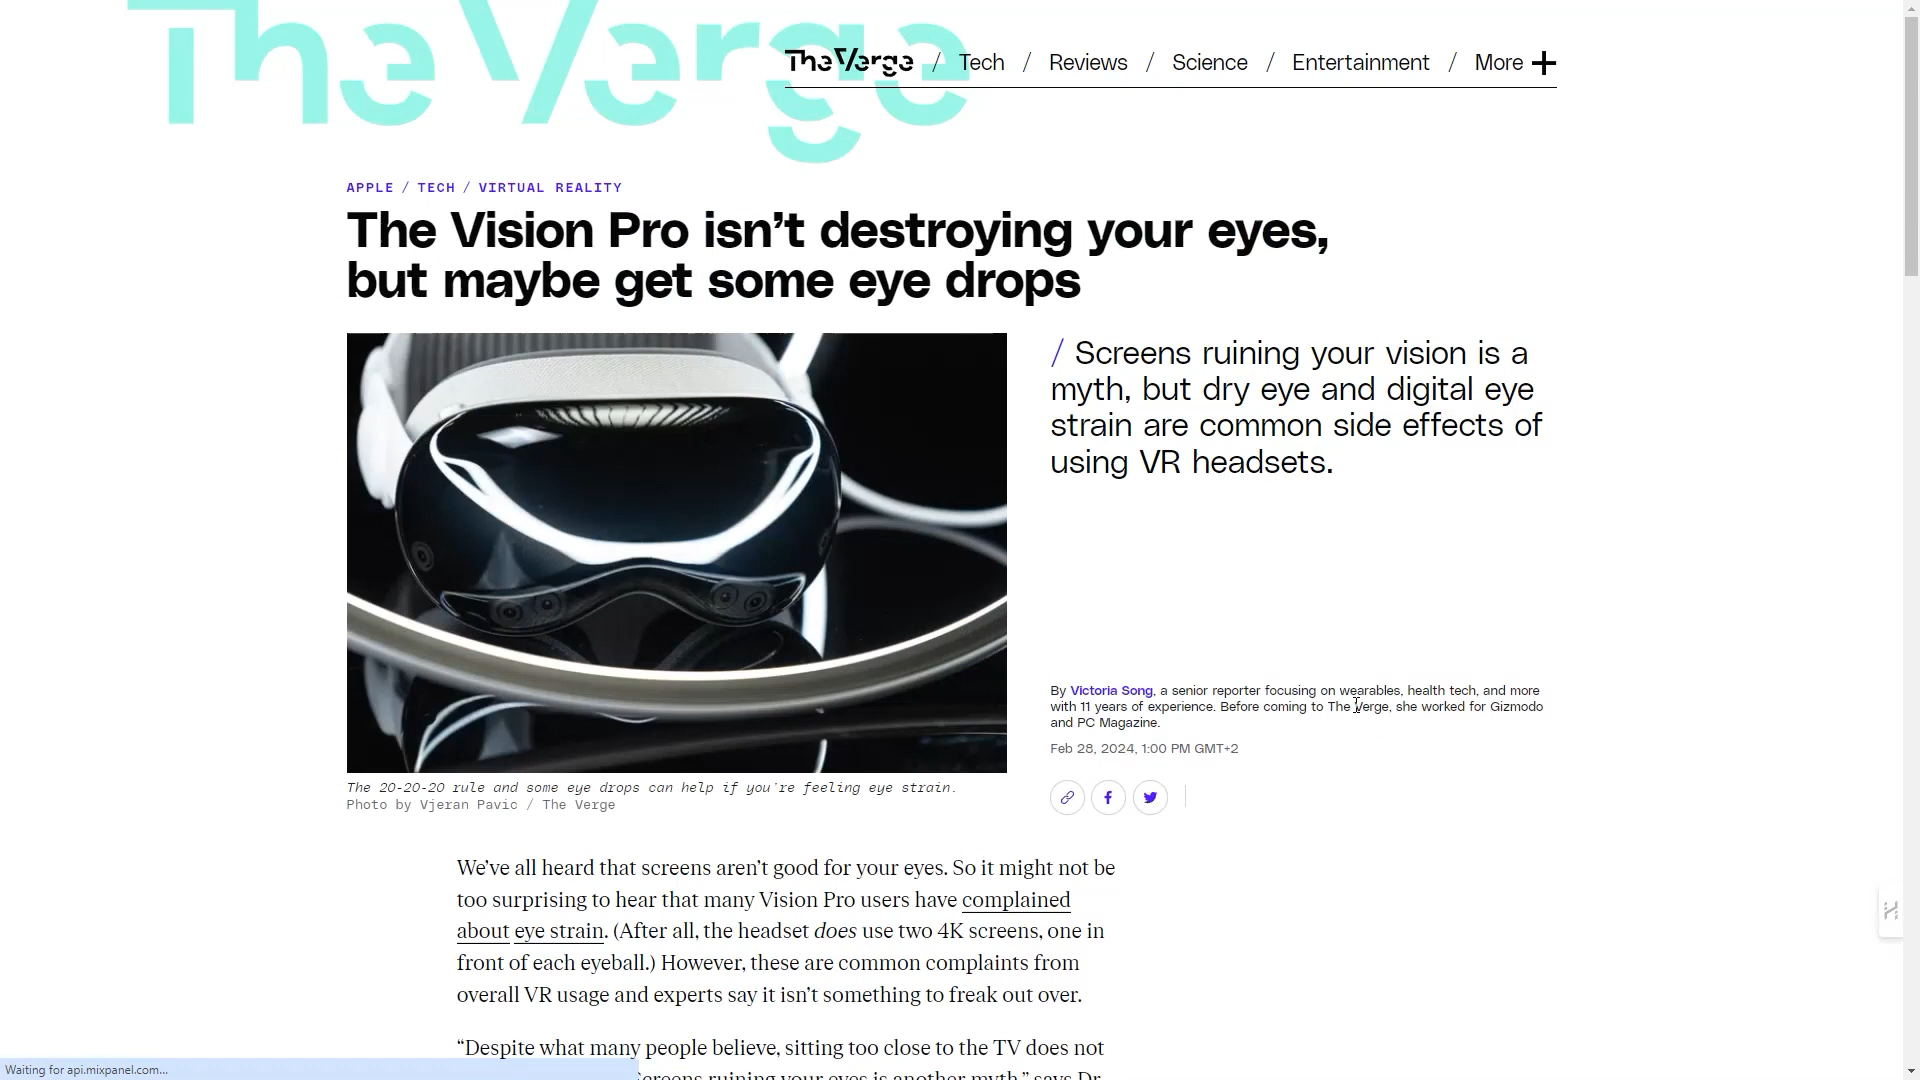 The Verge
The Verge / Tech / Reviews / Science / Entertainment / More
APPLE / TECH / VIRTUAL REALITY
The Vision Pro isn’t destroying your eyes,
but maybe get some eye drops
/ Screens ruining your vision is a
myth, but dry eye and digital eye
strain are common side effects of
using VR headsets.
By Victoria Song, a senior reporter focusing on wearables, health tech, and more
with 11 years of experience. Before coming to The Verge, she worked for Gizmodo
and PC Magazine.
Feb 28, 2024, 1:00 PM GMT+2
The 20-20-20 rule and some eye drops can help if you’re feeling eye strain.
Photo by Vjeran Pavic / The Verge
We’ve all heard that screens aren’t good for your eyes. So it might not be
too surprising to hear that many Vision Pro users have complained
about eye strain. (After all, the headset does use two 4K screens, one in
front of each eyeball.) However, these are common complaints from
overall VR usage and experts say it isn’t something to freak out over.
“Despite what many people believe, sitting too close to the TV does not
Screens ruining your eyes is another myth,” says Dr.
Waiting for api.mixpanel.com...